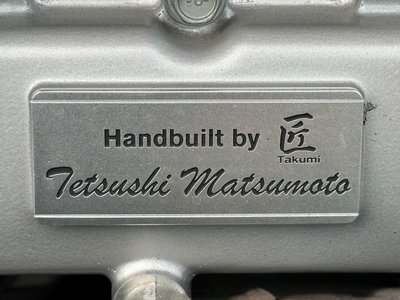 Handbuilt by 匠
Takumi
Tetsushi Matsumoto